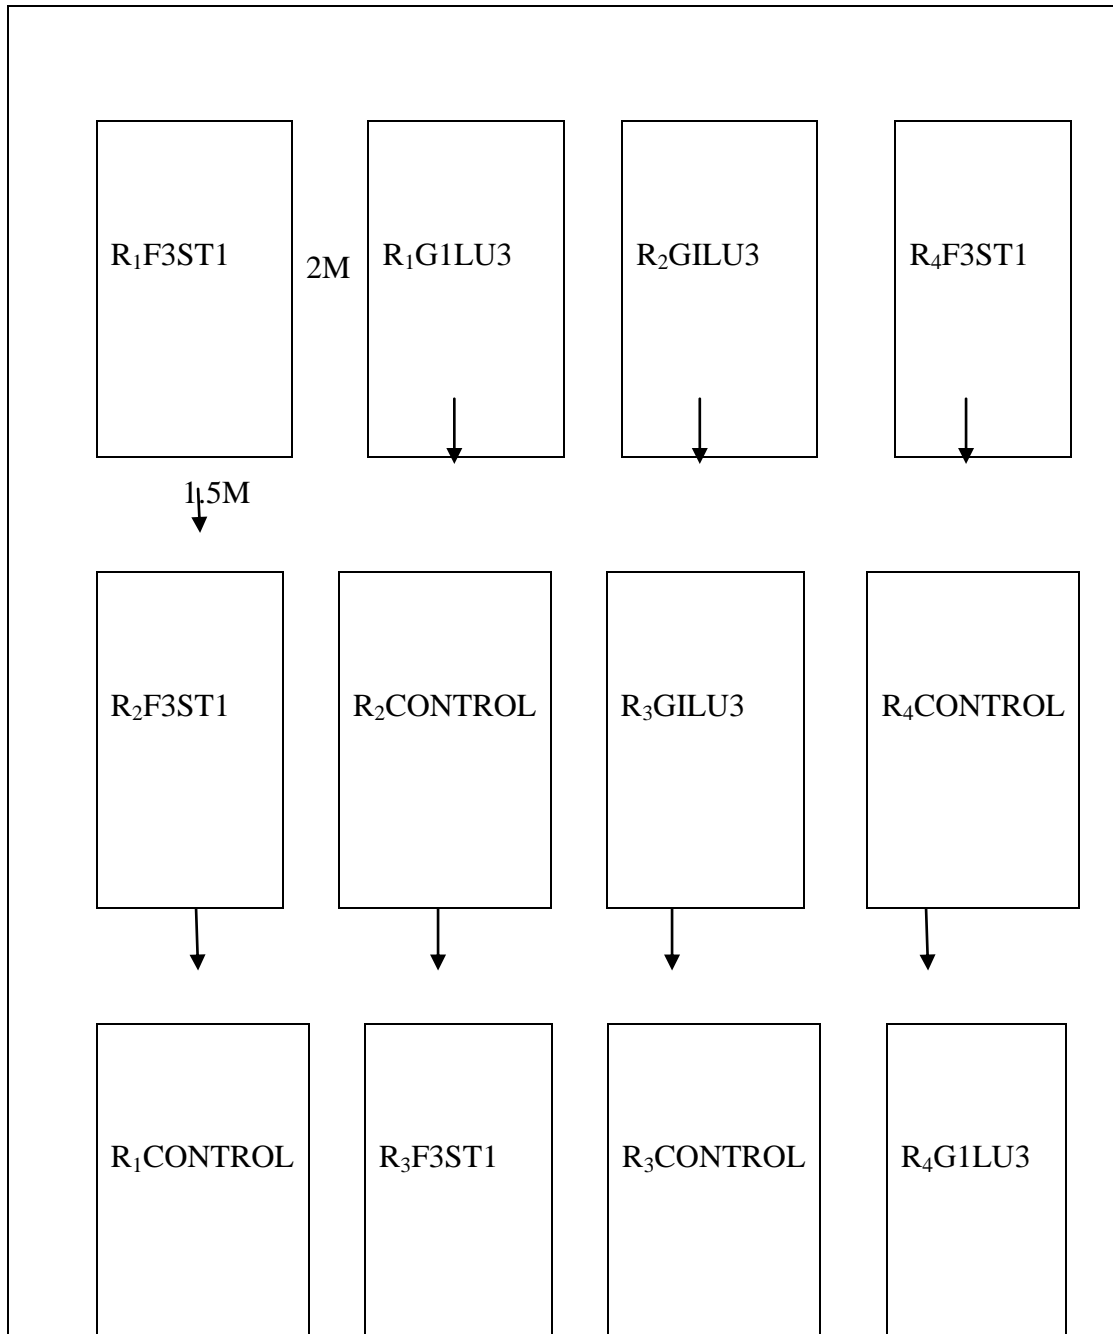 R₁F3ST1
2M
R₁G1LU3
R₂GILU3
R₄F3ST1
1.5M
R₂F3ST1
R₂CONTROL
R₃GILU3
R₄CONTROL
R₁CONTROL
R₃F3ST1
R₃CONTROL
R₄G1LU3